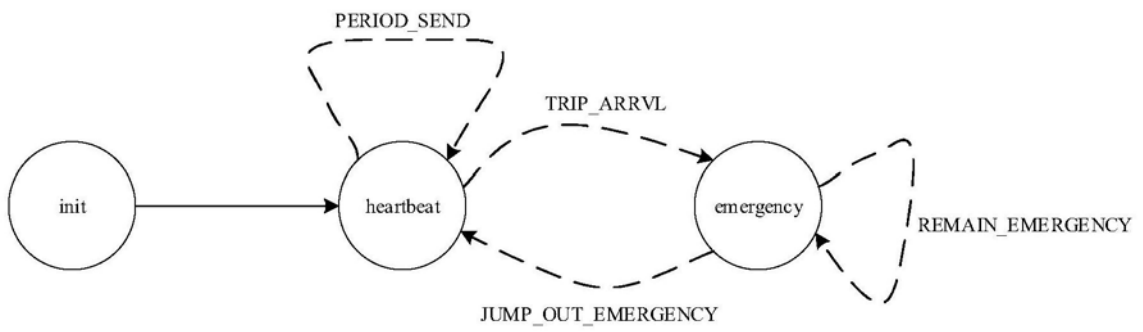 PERIOD_SEND
TRIP_ARRVL
init
heartbeat
emergency
REMAIN_EMERGENCY
JUMP_OUT_EMERGENCY